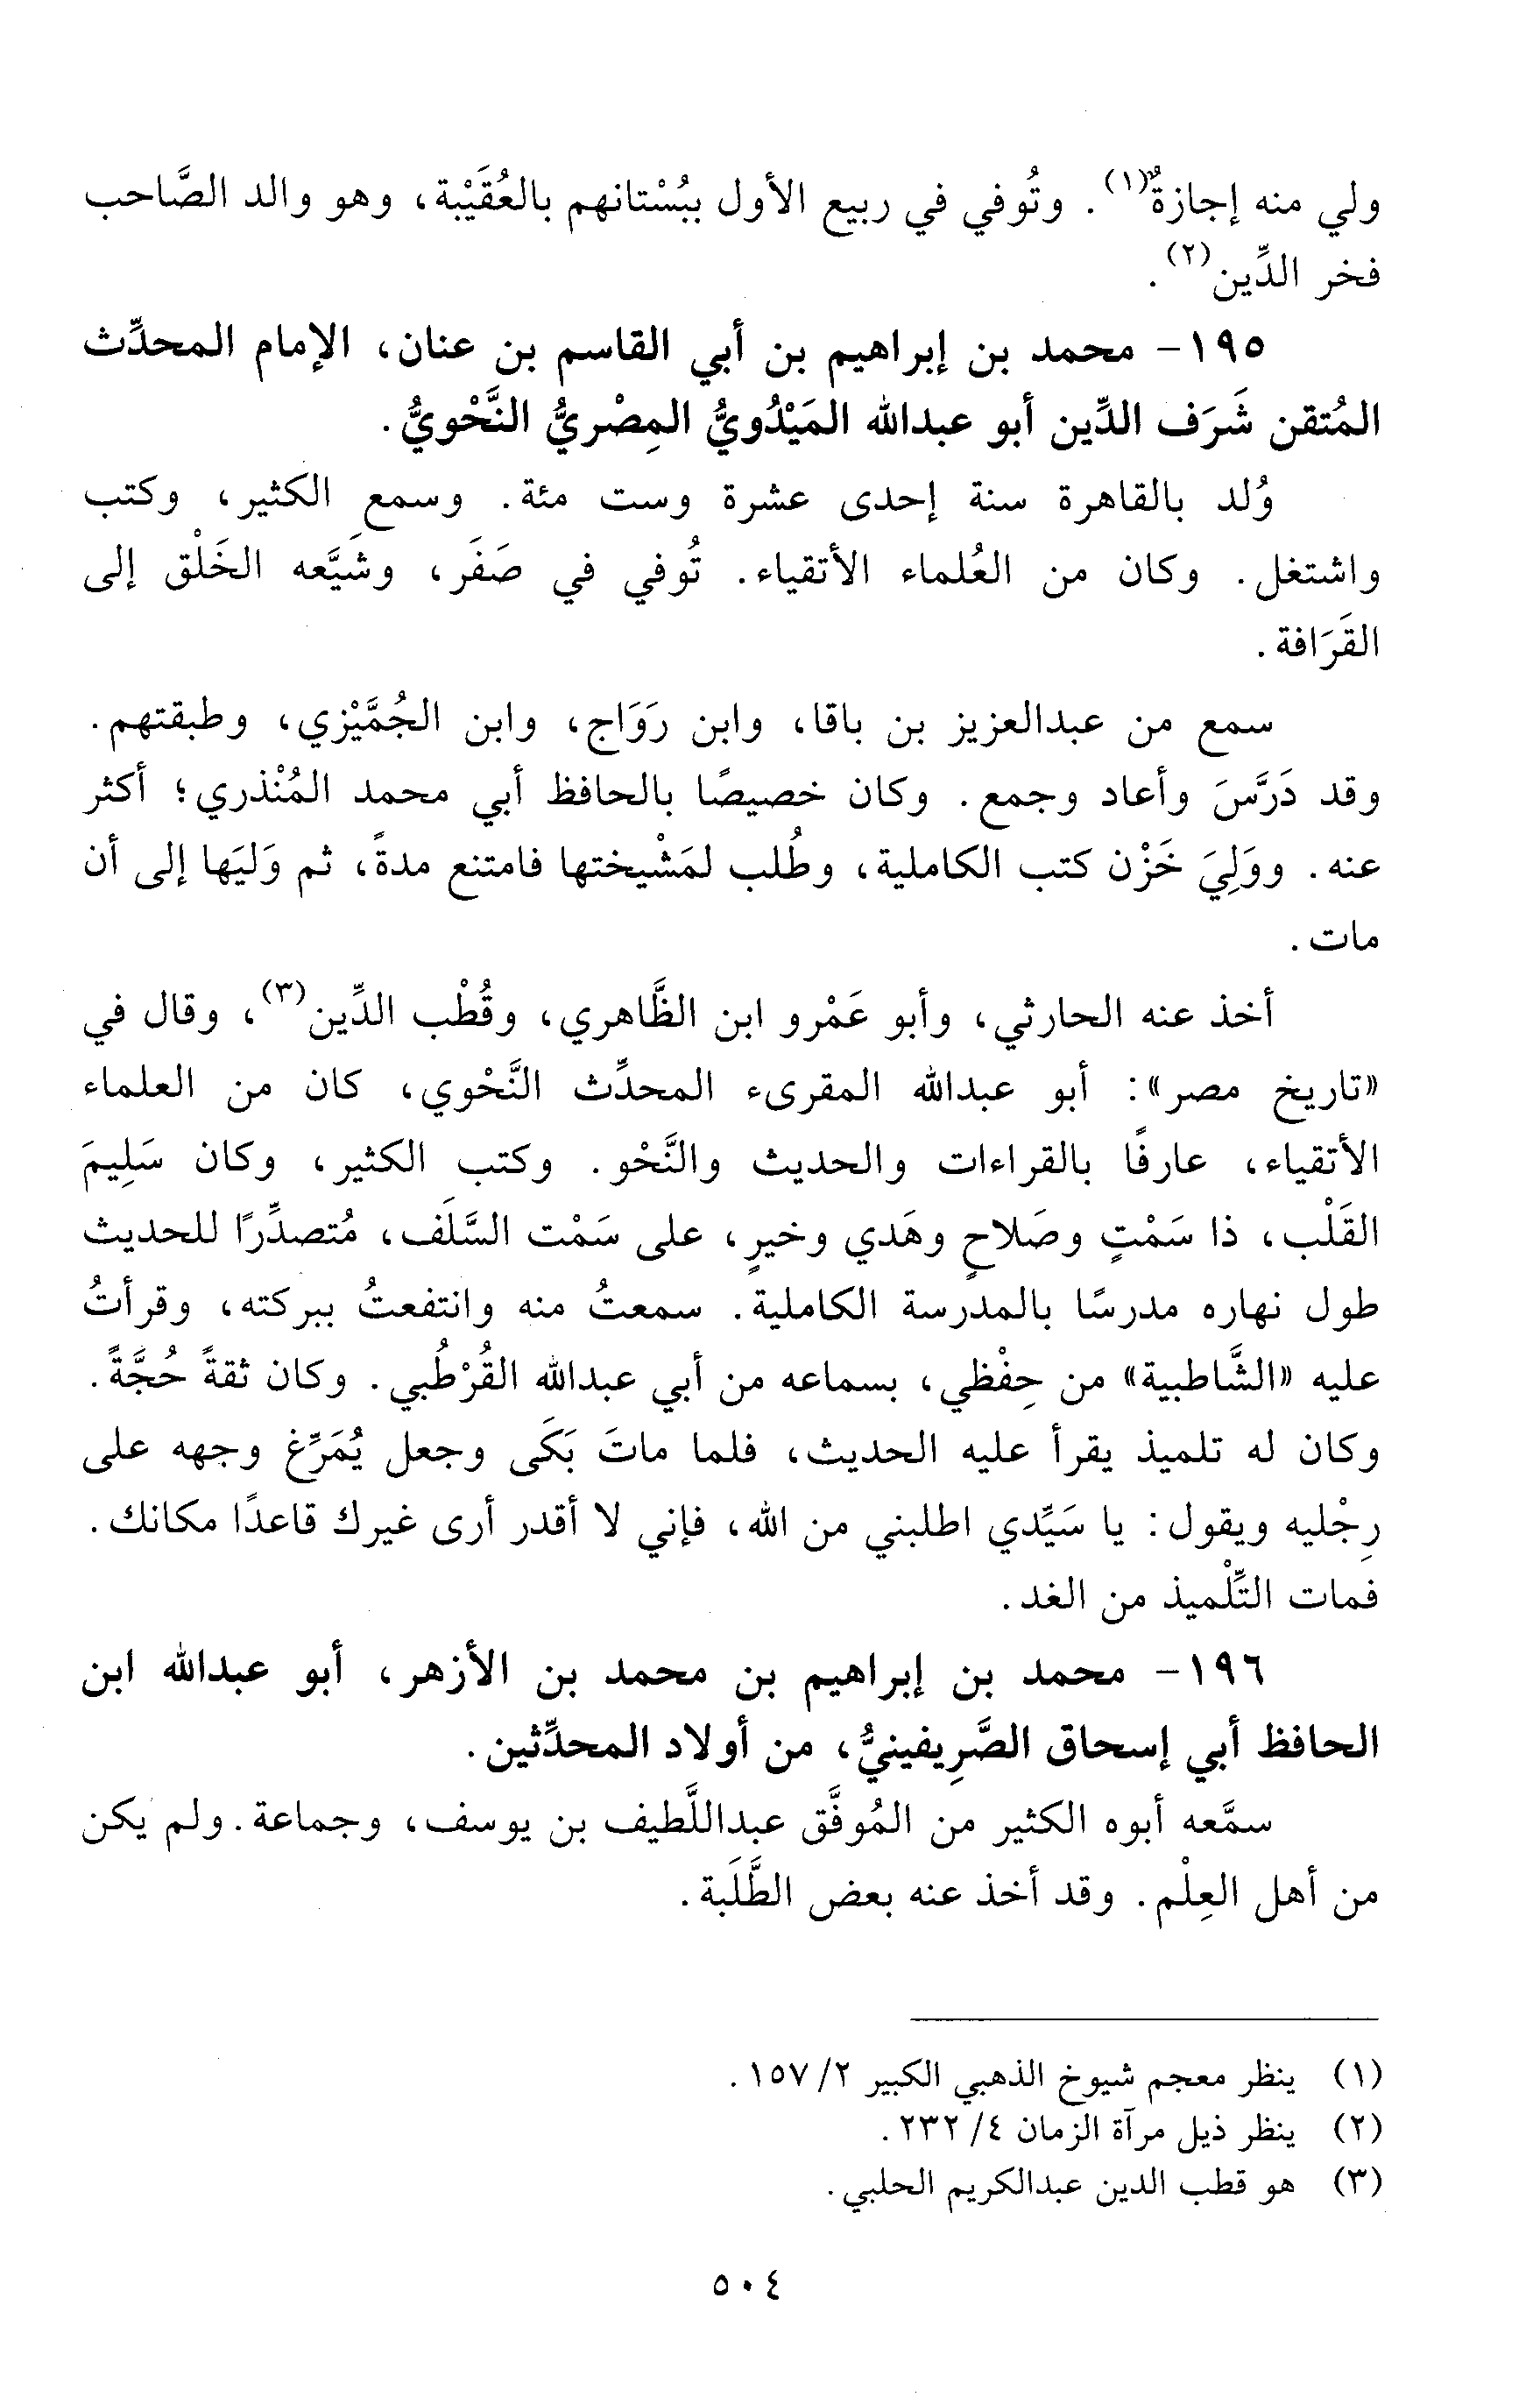 ولي منه إجازةٌ(١). وتُوفي في ربيع الأول ببُسْتانهم بالعُقَيْبة، وهو والد الصَّاحب
فخر الدِّين(٢).
١٩٥- محمد بن إبراهيم بن أبي القاسم بن عنان، الإمام المحدِّث
المُتقن شَرَف الدِّين أبو عبدالله المَيْدُوميُّ المِصْريُّ النَّحْويُّ.
وُلد بالقاهرة سنة إحدى عشرة وست مئة. وسمع الكثير، وكتب
واشتغل. وكان من العُلماء الأتقياء. تُوفي في صَفَر، وشَيَّعه الخَلْق إلى
القَرَافة.
سمع من عبدالعزيز بن باقا، وابن رَوَاج، وابن الجُمَّيْزي، وطبقتهم.
وقد دَرَّسَ وأعاد وجمع. وكان خصيصًا بالحافظ أبي محمد المُنْذري؛ أكثر
عنه. ووَلِيَ خَزْن كتب الكاملية، وطُلب لمَشْيختها فامتنع مدةً، ثم وَليَها إلى أن
مات.
أخذ عنه الحارثي، وأبو عَمْرو ابن الظَّاهري، وقُطْب الدِّين(٣)، وقال في
«تاريخ مصر»: أبو عبدالله المقرىء المحدِّث النَّحْوي، كان من العلماء
الأتقياء، عارفًا بالقراءات والحديث والنَّحْو. وكتب الكثير، وكان سَلِيمَ
القَلْب، ذا سَمْتٍ وصَلاحٍ وهَدي وخيرٍ، على سَمْت السَّلَف، مُتصدِّرًا للحديث
طول نهاره مدرسًا بالمدرسة الكاملية. سمعتُ منه وانتفعتُ ببركته، وقرأتُ
عليه «الشَّاطبية» من حِفْظي، بسماعه من أبي عبدالله القُرْطُبي. وكان ثقةً حُجَّةً.
وكان له تلميذ يقرأ عليه الحديث، فلما ماتَ بَكَى وجعل يُمَرِّغ وجهه على
رِجْليه ويقول: يا سَيِّدي اطلبني من الله، فإني لا أقدر أرى غيرك قاعدًا مكانك.
فمات التِّلْميذ من الغد.
١٩٦- محمد بن إبراهيم بن محمد بن الأزهر، أبو عبدالله ابن
الحافظ أبي إسحاق الصَّرِيفينيُّ، من أولاد المحدِّثين.
سمَّعه أبوه الكثير من المُوفَّق عبداللَّطيف بن يوسف، وجماعة. ولم يكن
من أهل العِلْم. وقد أخذ عنه بعض الطَّلَبة.
(١) ينظر معجم شيوخ الذهبي الكبير ٢/ ١٥٧.
(٢) ينظر ذيل مرآة الزمان ٤/ ٢٣٢.
(٣) هو قطب الدين عبدالكريم الحلبي.
٥٠٤